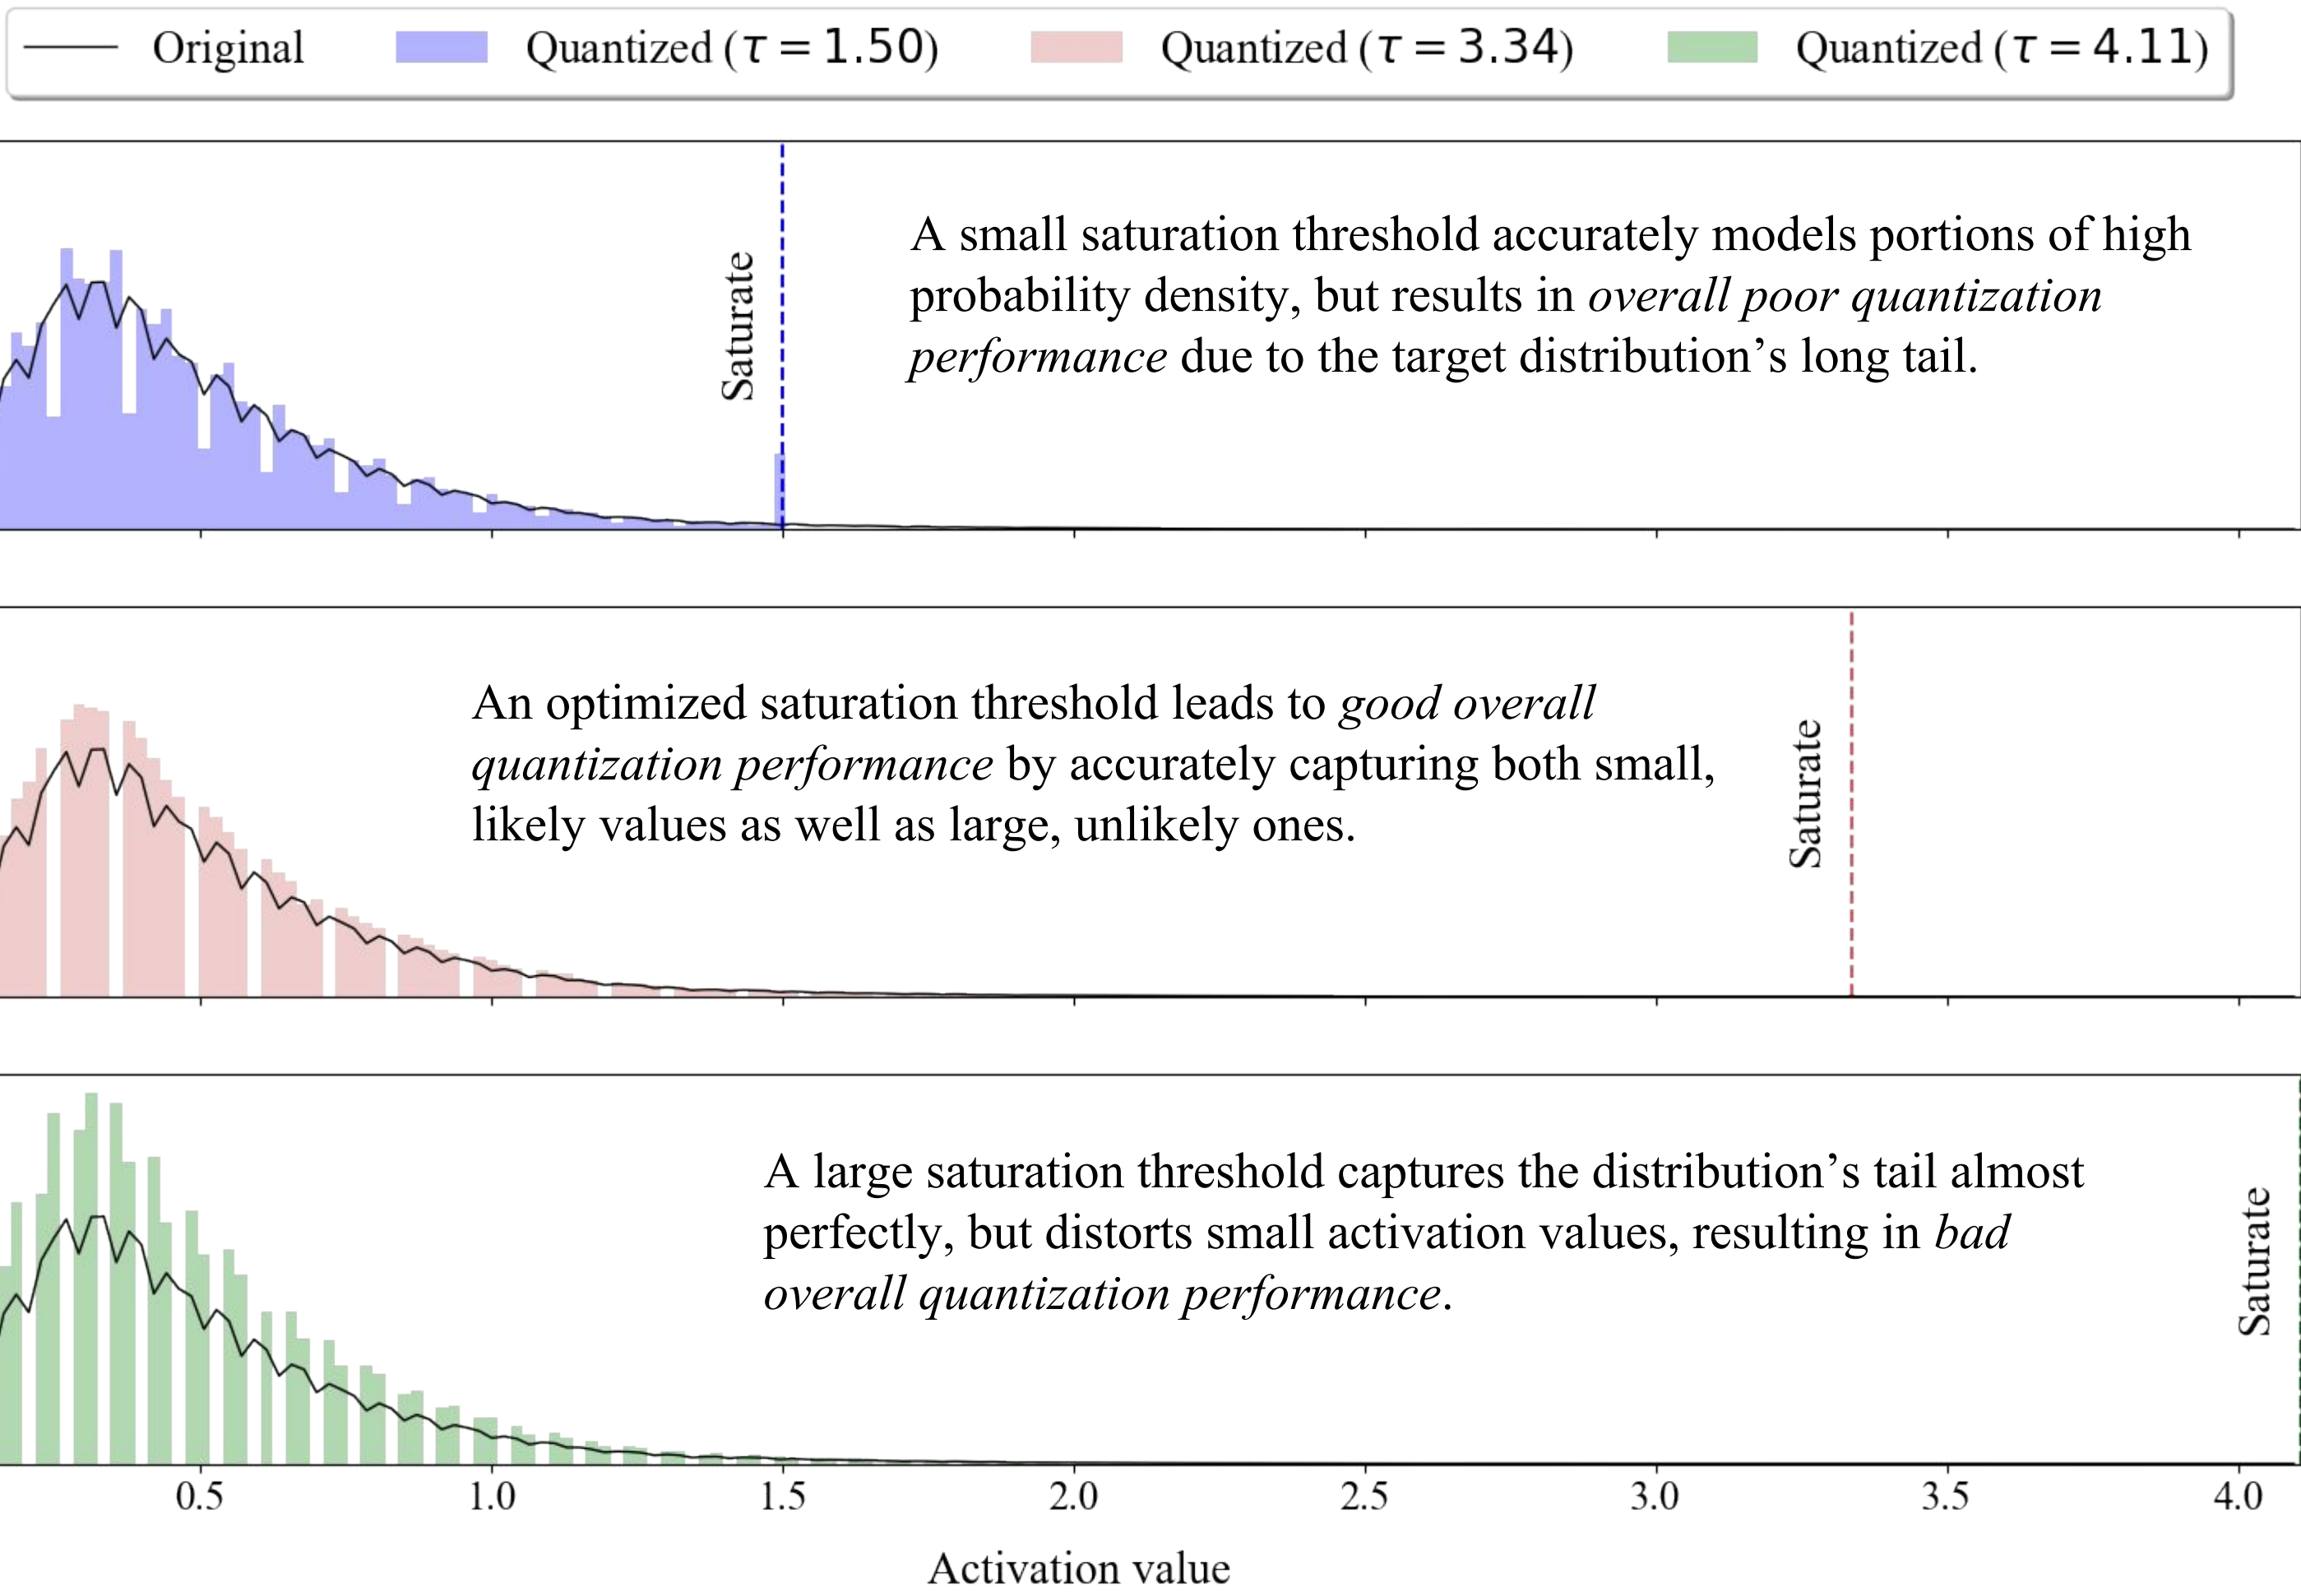 Original Quantized (τ = 1.50) Quantized (τ = 3.34) Quantized (τ = 4.11)
Saturate
A small saturation threshold accurately models portions of high
probability density, but results in overall poor quantization
performance due to the target distribution’s long tail.
An optimized saturation threshold leads to good overall
quantization performance by accurately capturing both small,
likely values as well as large, unlikely ones.
Saturate
A large saturation threshold captures the distribution’s tail almost
perfectly, but distorts small activation values, resulting in bad
overall quantization performance.
Saturate
0.5 1.0 1.5 2.0 2.5 3.0 3.5 4.0
Activation value